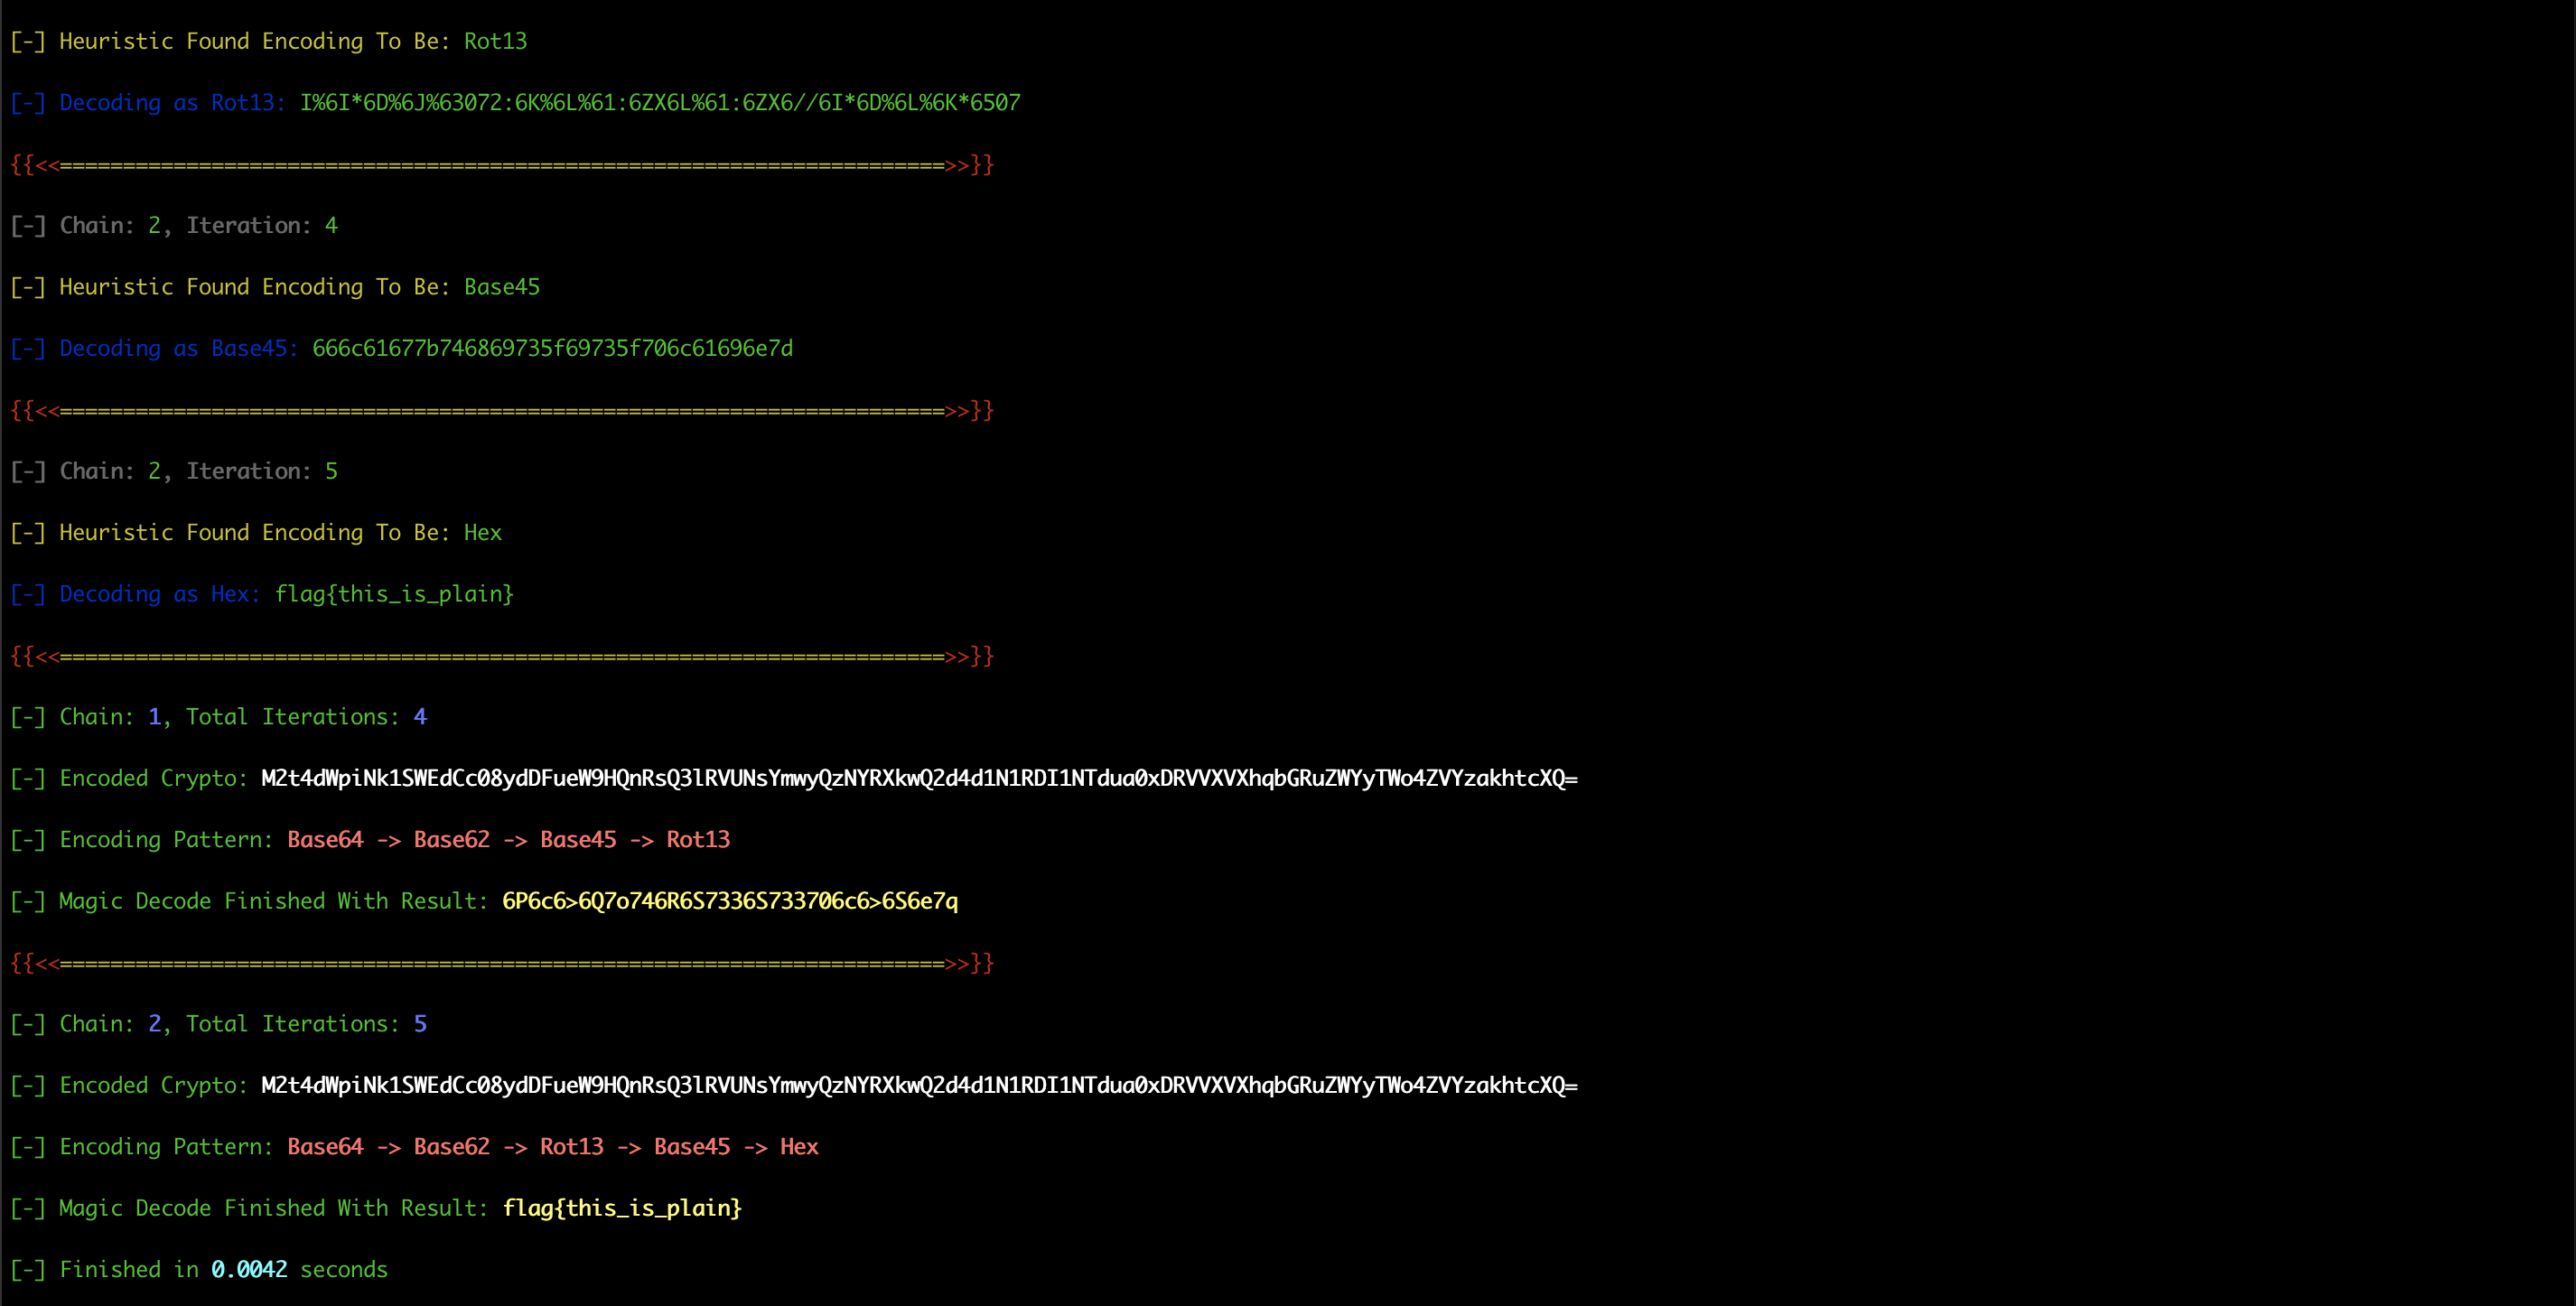 [-] Heuristic Found Encoding To Be: Rot13
[-] Decoding as Rot13: I%6I*6D%6J%63072:6K%6L%61:6ZX6L%61:6ZX6//6I*6D%6L%6K*6507
{{<<======================================================================>>}}
[-] Chain: 2, Iteration: 4
[-] Heuristic Found Encoding To Be: Base45
[-] Decoding as Base45: 666c61677b746869735f69735f706c61696e7d
{{<<======================================================================>>}}
[-] Chain: 2, Iteration: 5
[-] Heuristic Found Encoding To Be: Hex
[-] Decoding as Hex: flag{this_is_plain}
{{<<======================================================================>>}}
[-] Chain: 1, Total Iterations: 4
[-] Encoded Crypto: M2t4dWpiNk1SWEdCc08ydDFueW9HQnRsQ3lRVUNsYmwyQzNYRXkwQ2d4d1N1RDI1NTdua0xDRVVXVXhqbGRuZWYyTWo4ZVYzakhtcXQ=
[-] Encoding Pattern: Base64 -> Base62 -> Base45 -> Rot13
[-] Magic Decode Finished With Result: 6P6c6>6Q7o746R6S7336S733706c6>6S6e7q
{{<<======================================================================>>}}
[-] Chain: 2, Total Iterations: 5
[-] Encoded Crypto: M2t4dWpiNk1SWEdCc08ydDFueW9HQnRsQ3lRVUNsYmwyQzNYRXkwQ2d4d1N1RDI1NTdua0xDRVVXVXhqbGRuZWYyTWo4ZVYzakhtcXQ=
[-] Encoding Pattern: Base64 -> Base62 -> Rot13 -> Base45 -> Hex
[-] Magic Decode Finished With Result: flag{this_is_plain}
[-] Finished in 0.0042 seconds